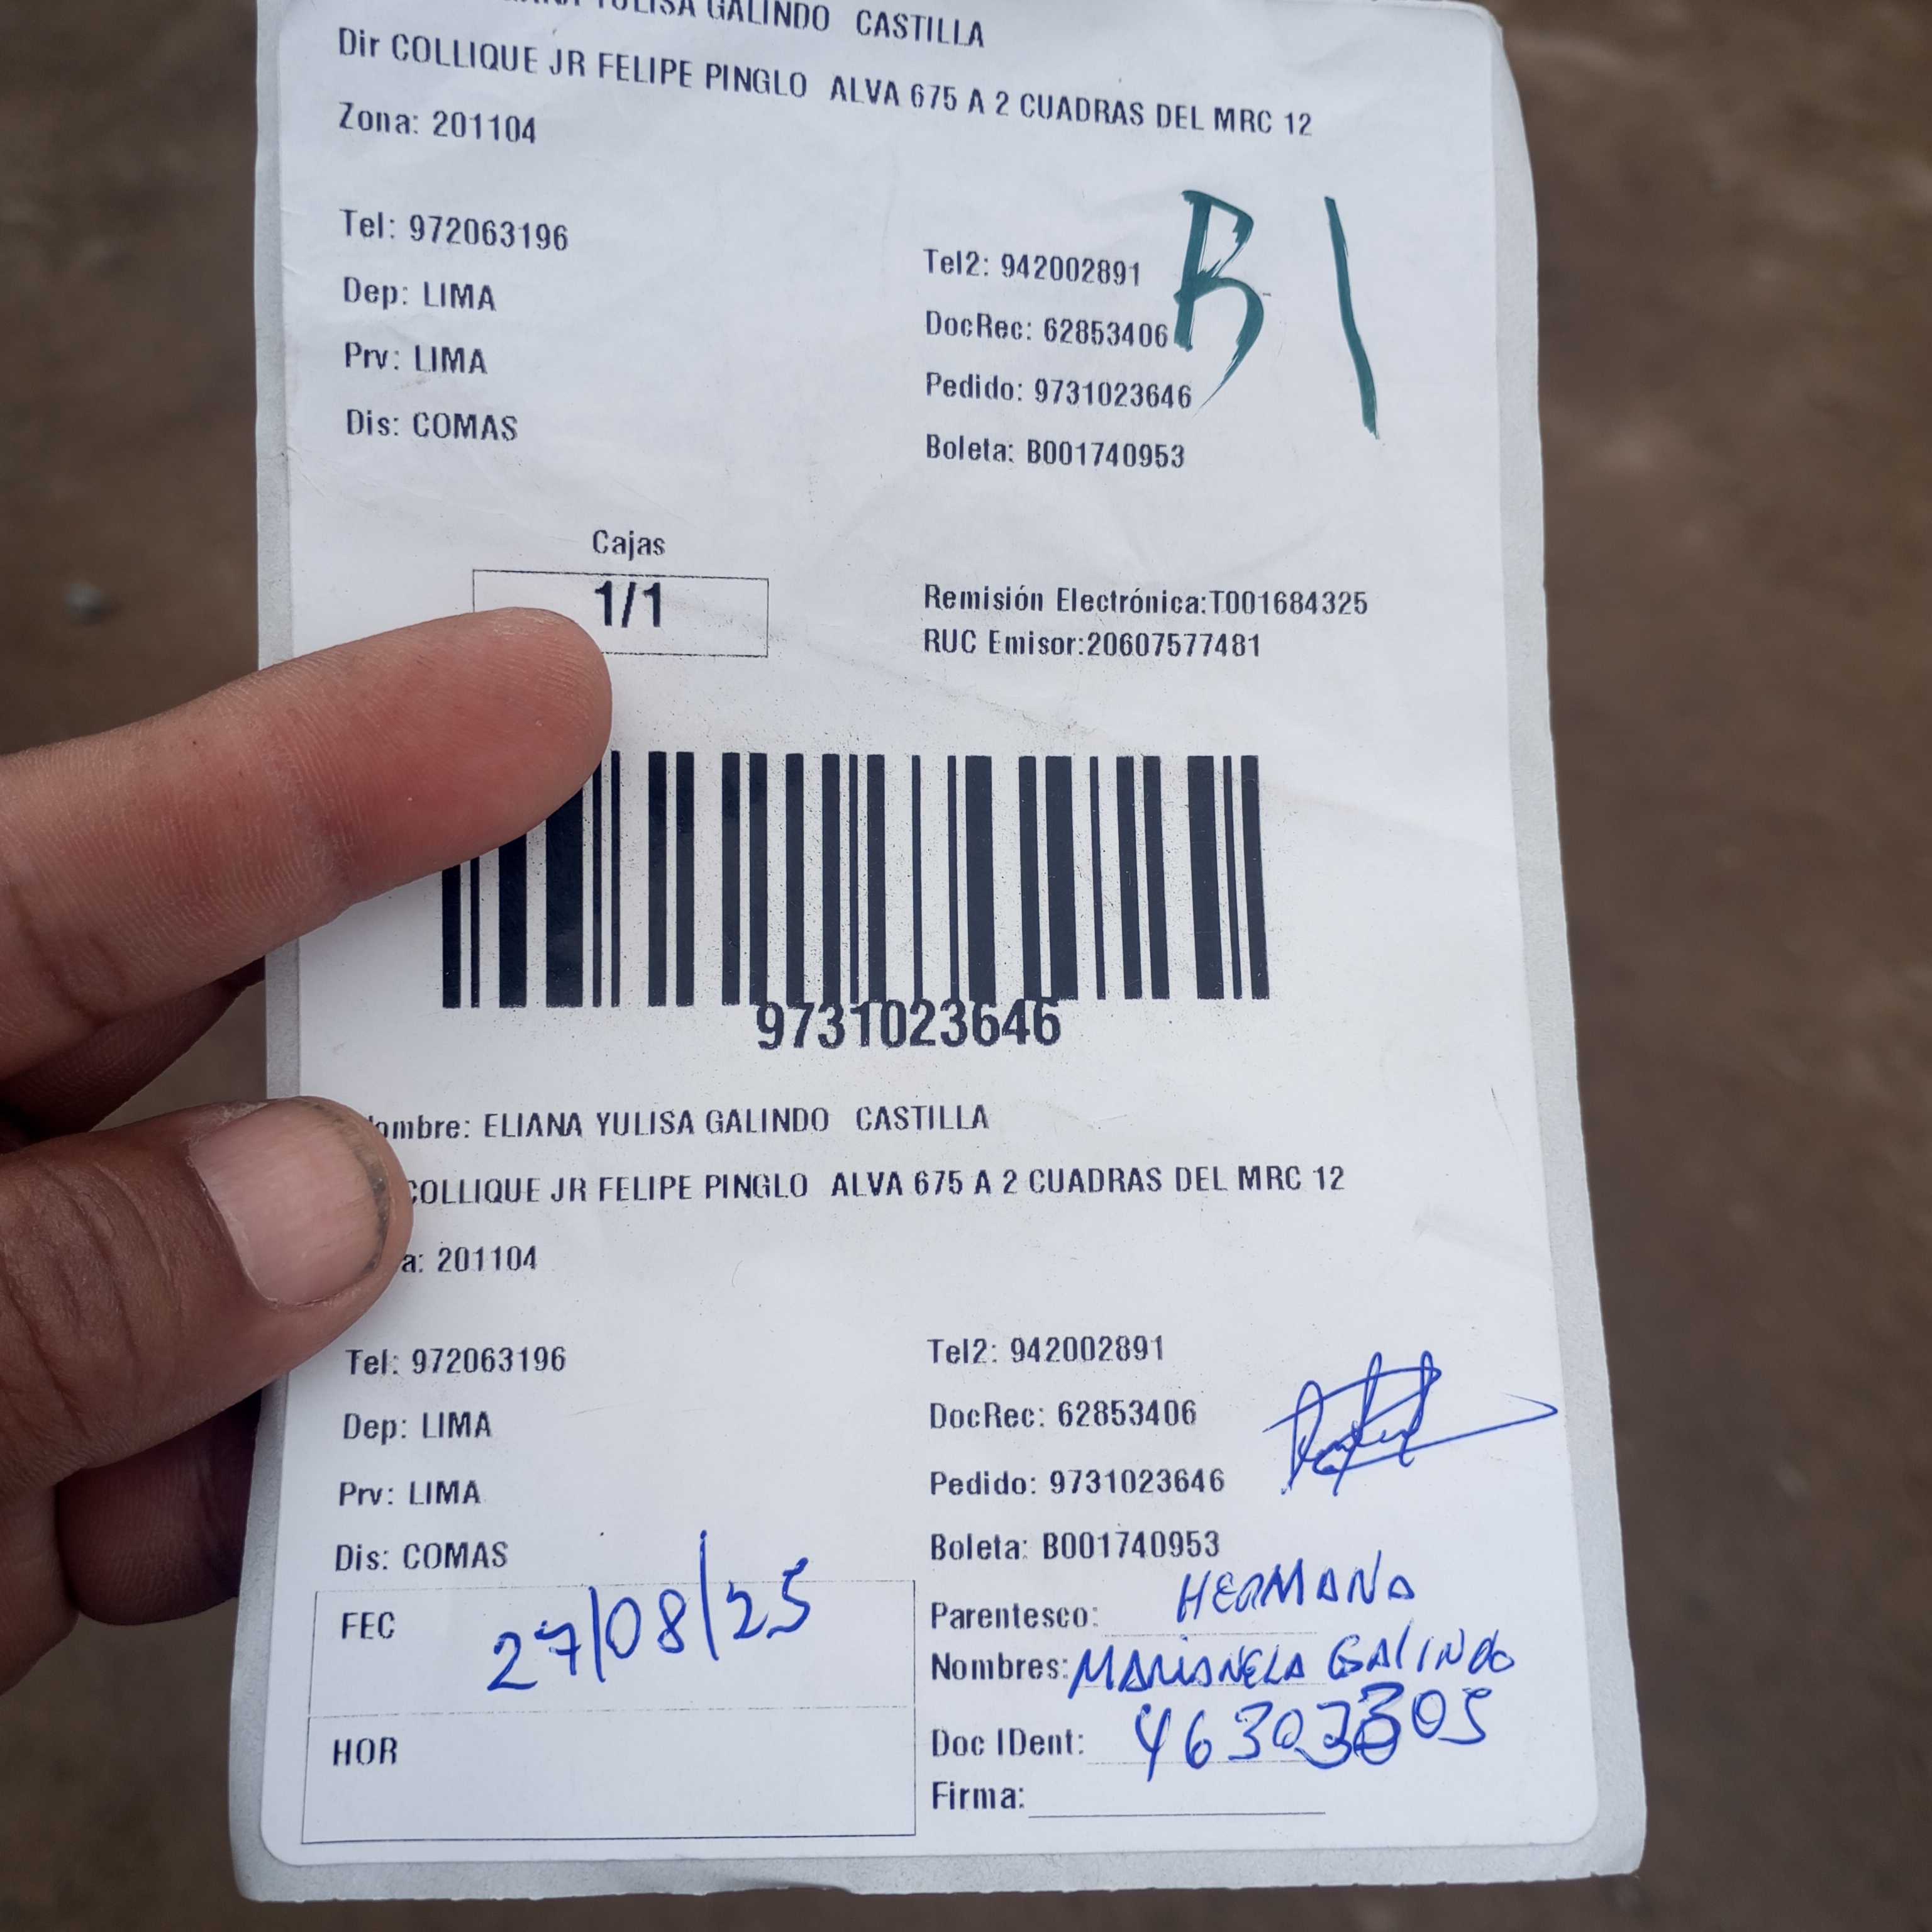 YULISA GALINDO CASTILLA
Dir COLLIQUE JR FELIPE PINGLO ALVA 675 A 2 CUADRAS DEL MRC 12
Zona: 201104
Tel: 972063196
Tel2: 942002891
Dep: LIMA
DocRec: 62853406
Prv: LIMA
Pedido: 9731023646
Dis: COMAS
Boleta: B001740953
B1
Cajas
1/1
Remisión Electrónica:T001684325
RUC Emisor:20607577481
9731023646
ombre: ELIANA YULISA GALINDO CASTILLA
COLLIQUE JR FELIPE PINGLO ALVA 675 A 2 CUADRAS DEL MRC 12
a: 201104
Tel: 972063196
Tel2: 942002891
Dep: LIMA
DocRec: 62853406
Prv: LIMA
Pedido: 9731023646
Dis: COMAS
Boleta: B001740953
FEC 27/08/25
Parentesco: HERMANA
Nombres: MARIANELA GALINDO
HOR
Doc IDent:
Firma: